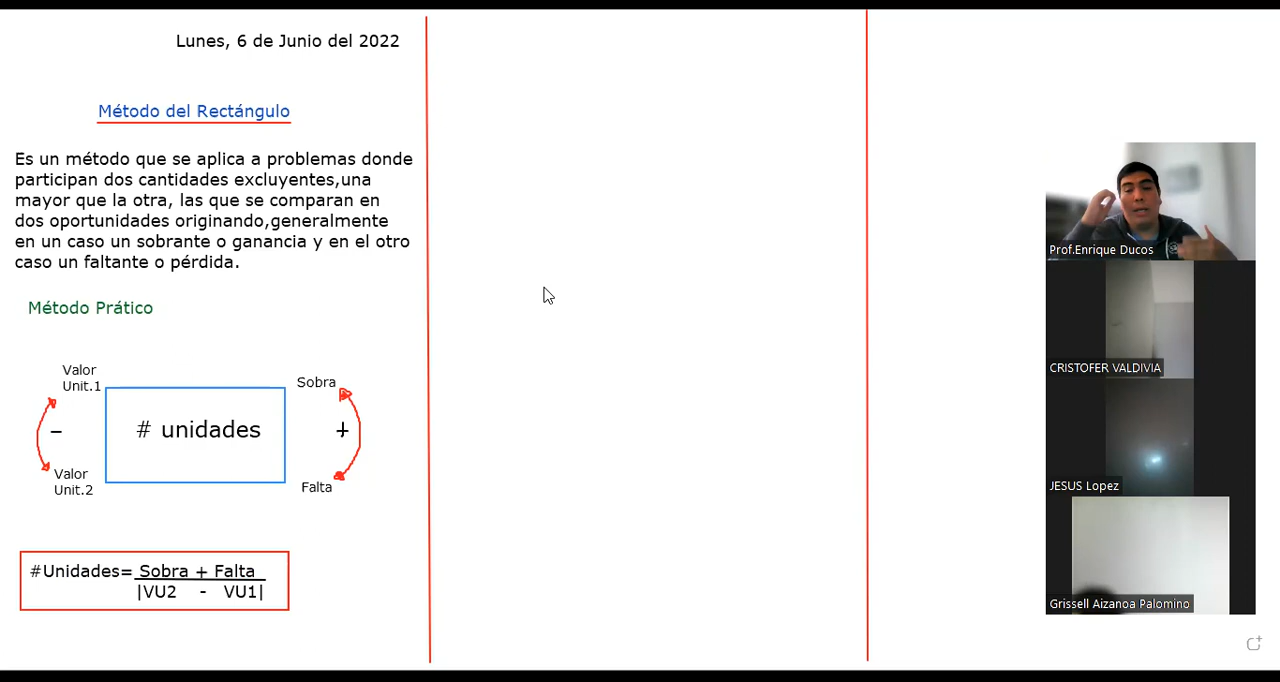 Lunes, 6 de Junio del 2022
Método del Rectángulo
Es un método que se aplica a problemas donde
participan dos cantidades excluyentes,una
mayor que la otra, las que se comparan en
dos oportunidades originando,generalmente
en un caso un sobrante o ganancia y en el otro
caso un faltante o pérdida.
Método Prático
Valor
Unit.1
Sobra
–
# unidades
+
Valor
Unit.2
Falta
#Unidades= Sobra + Falta
|VU2 - VU1|
Prof.Enrique Ducos
CRISTOFER VALDIVIA
JESUS Lopez
Grissell Aizanoa Palomino